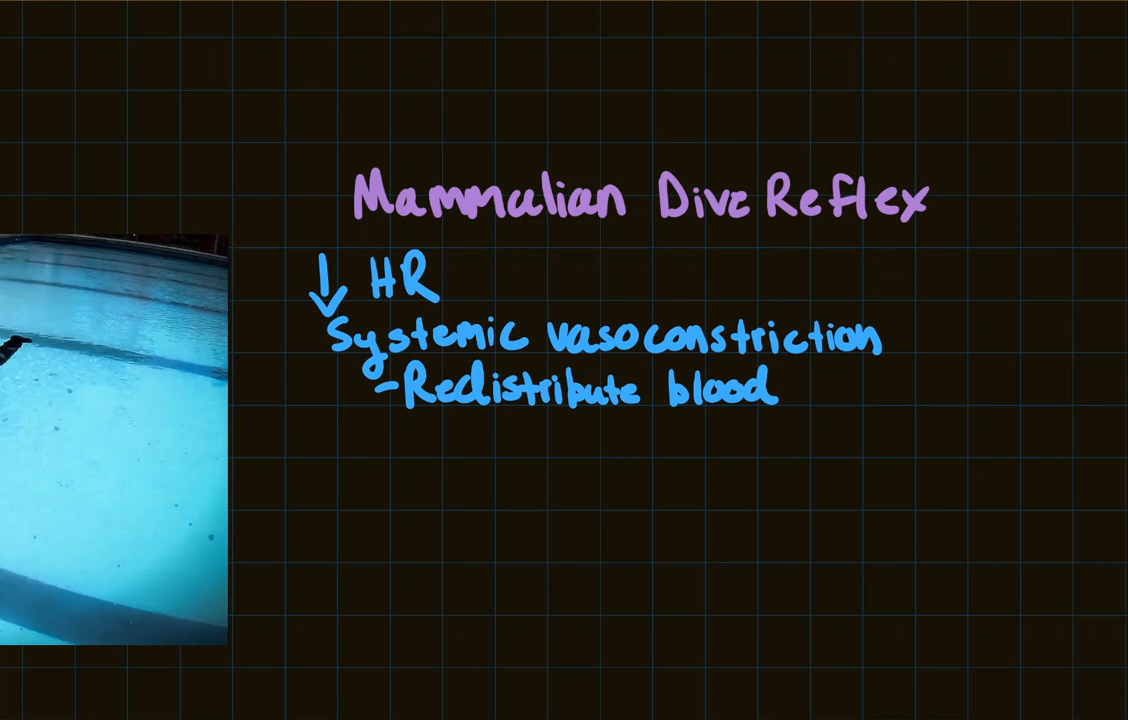 Mammalian Dive Reflex
↓ HR
Systemic vasoconstriction
-Redistribute blood